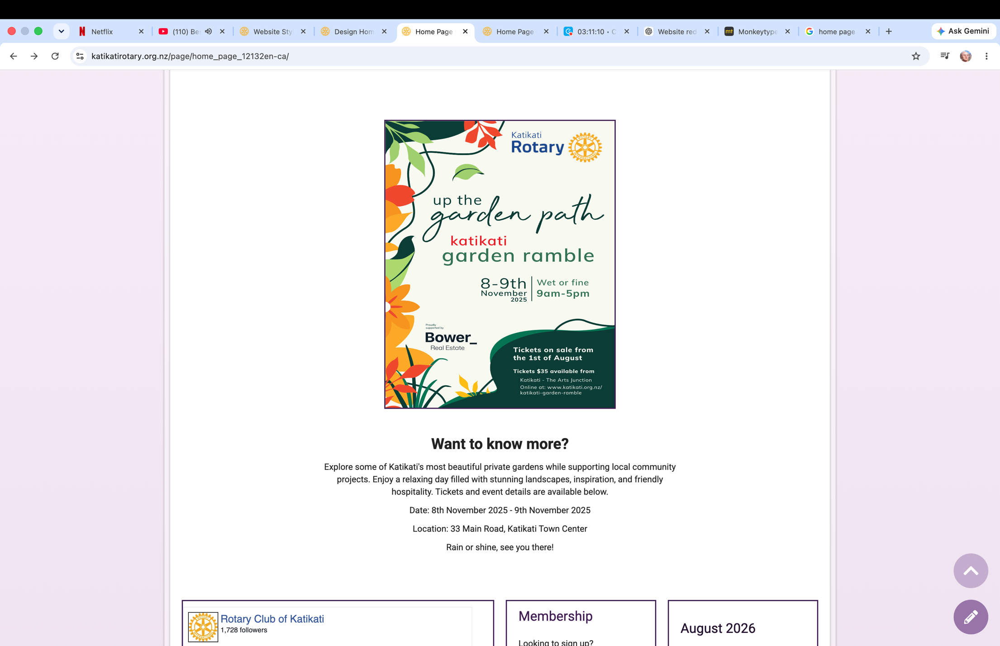 Netflix
(110) Be
Website Sty
Design Hom
Home Page
Home Page
03:11:10 • C
Website red
mt
Monkeytype
home page
Ask Gemini
katikatirotary.org.nz/page/home_page_12132en-ca/
Katikati
Rotary
ROTARY
INTERNATIONAL
up the
garden path
katikati
garden ramble
8-9th
November
2025
Wet or fine
9am-5pm
Proudly
supported by
Bower_
Real Estate
Tickets on sale from
the 1st of August
Tickets $35 available from
Katikati - The Arts Junction
Online at: www.katikati.org.nz/
katikati-garden-ramble
Want to know more?
Explore some of Katikati's most beautiful private gardens while supporting local community
projects. Enjoy a relaxing day filled with stunning landscapes, inspiration, and friendly
hospitality. Tickets and event details are available below.
Date: 8th November 2025 - 9th November 2025
Location: 33 Main Road, Katikati Town Center
Rain or shine, see you there!
ROTARY
INTERNATIONAL
Rotary Club of Katikati
1,728 followers
Membership
Looking to sign up?
August 2026